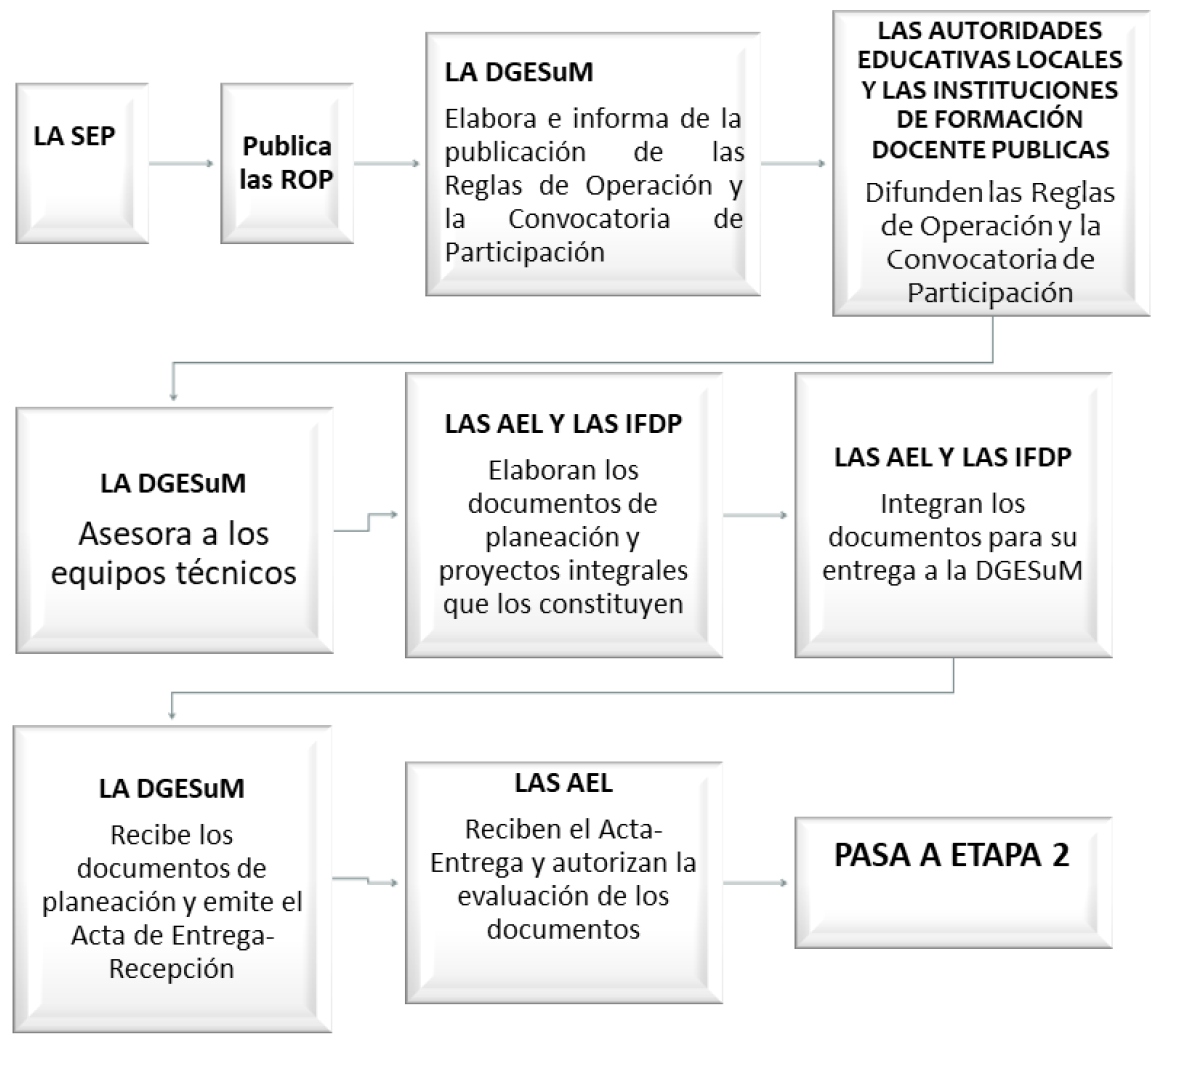 LA SEP
Publica
las ROP
LA DGESuM
Elabora e informa de la
publicación de las
Reglas de Operación y
la Convocatoria de
Participación
LAS AUTORIDADES
EDUCATIVAS LOCALES
Y LAS INSTITUCIONES
DE FORMACIÓN
DOCENTE PUBLICAS
Difunden las Reglas
de Operación y la
Convocatoria de
Participación
LA DGESuM
Asesora a los
equipos técnicos
LAS AEL Y LAS IFDP
Elaboran los
documentos de
planeación y
proyectos integrales
que los constituyen
LAS AEL Y LAS IFDP
Integran los
documentos para su
entrega a la DGESuM
LA DGESuM
Recibe los
documentos de
planeación y emite el
Acta de Entrega-
Recepción
LAS AEL
Reciben el Acta-
Entrega y autorizan la
evaluación de los
documentos
PASA A ETAPA 2